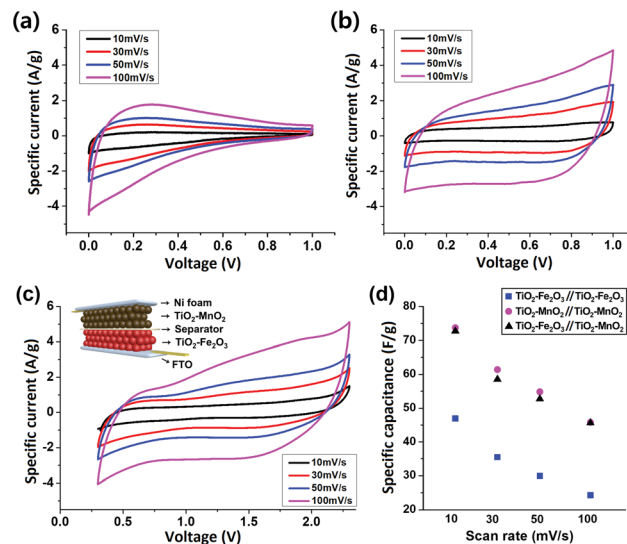 (a)
10mV/s
30mV/s
50mV/s
100mV/s
Specific current (A/g)
6
4
2
0
-2
-4
0.0 0.2 0.4 0.6 0.8 1.0
Voltage (V)
(b)
10mV/s
30mV/s
50mV/s
100mV/s
Specific current (A/g)
6
4
2
0
-2
-4
0.0 0.2 0.4 0.6 0.8 1.0
Voltage (V)
(c)
Ni foam
TiO₂-MnO₂
Separator
TiO₂-Fe₂O₃
FTO
10mV/s
30mV/s
50mV/s
100mV/s
Specific current (A/g)
6
4
2
0
-2
-4
0.0 0.5 1.0 1.5 2.0
Voltage (V)
(d)
TiO₂-Fe₂O₃//TiO₂-Fe₂O₃
TiO₂-MnO₂//TiO₂-MnO₂
TiO₂-Fe₂O₃//TiO₂-MnO₂
Specific capacitance (F/g)
80
70
60
50
40
30
20
10 30 50 100
Scan rate (mV/s)